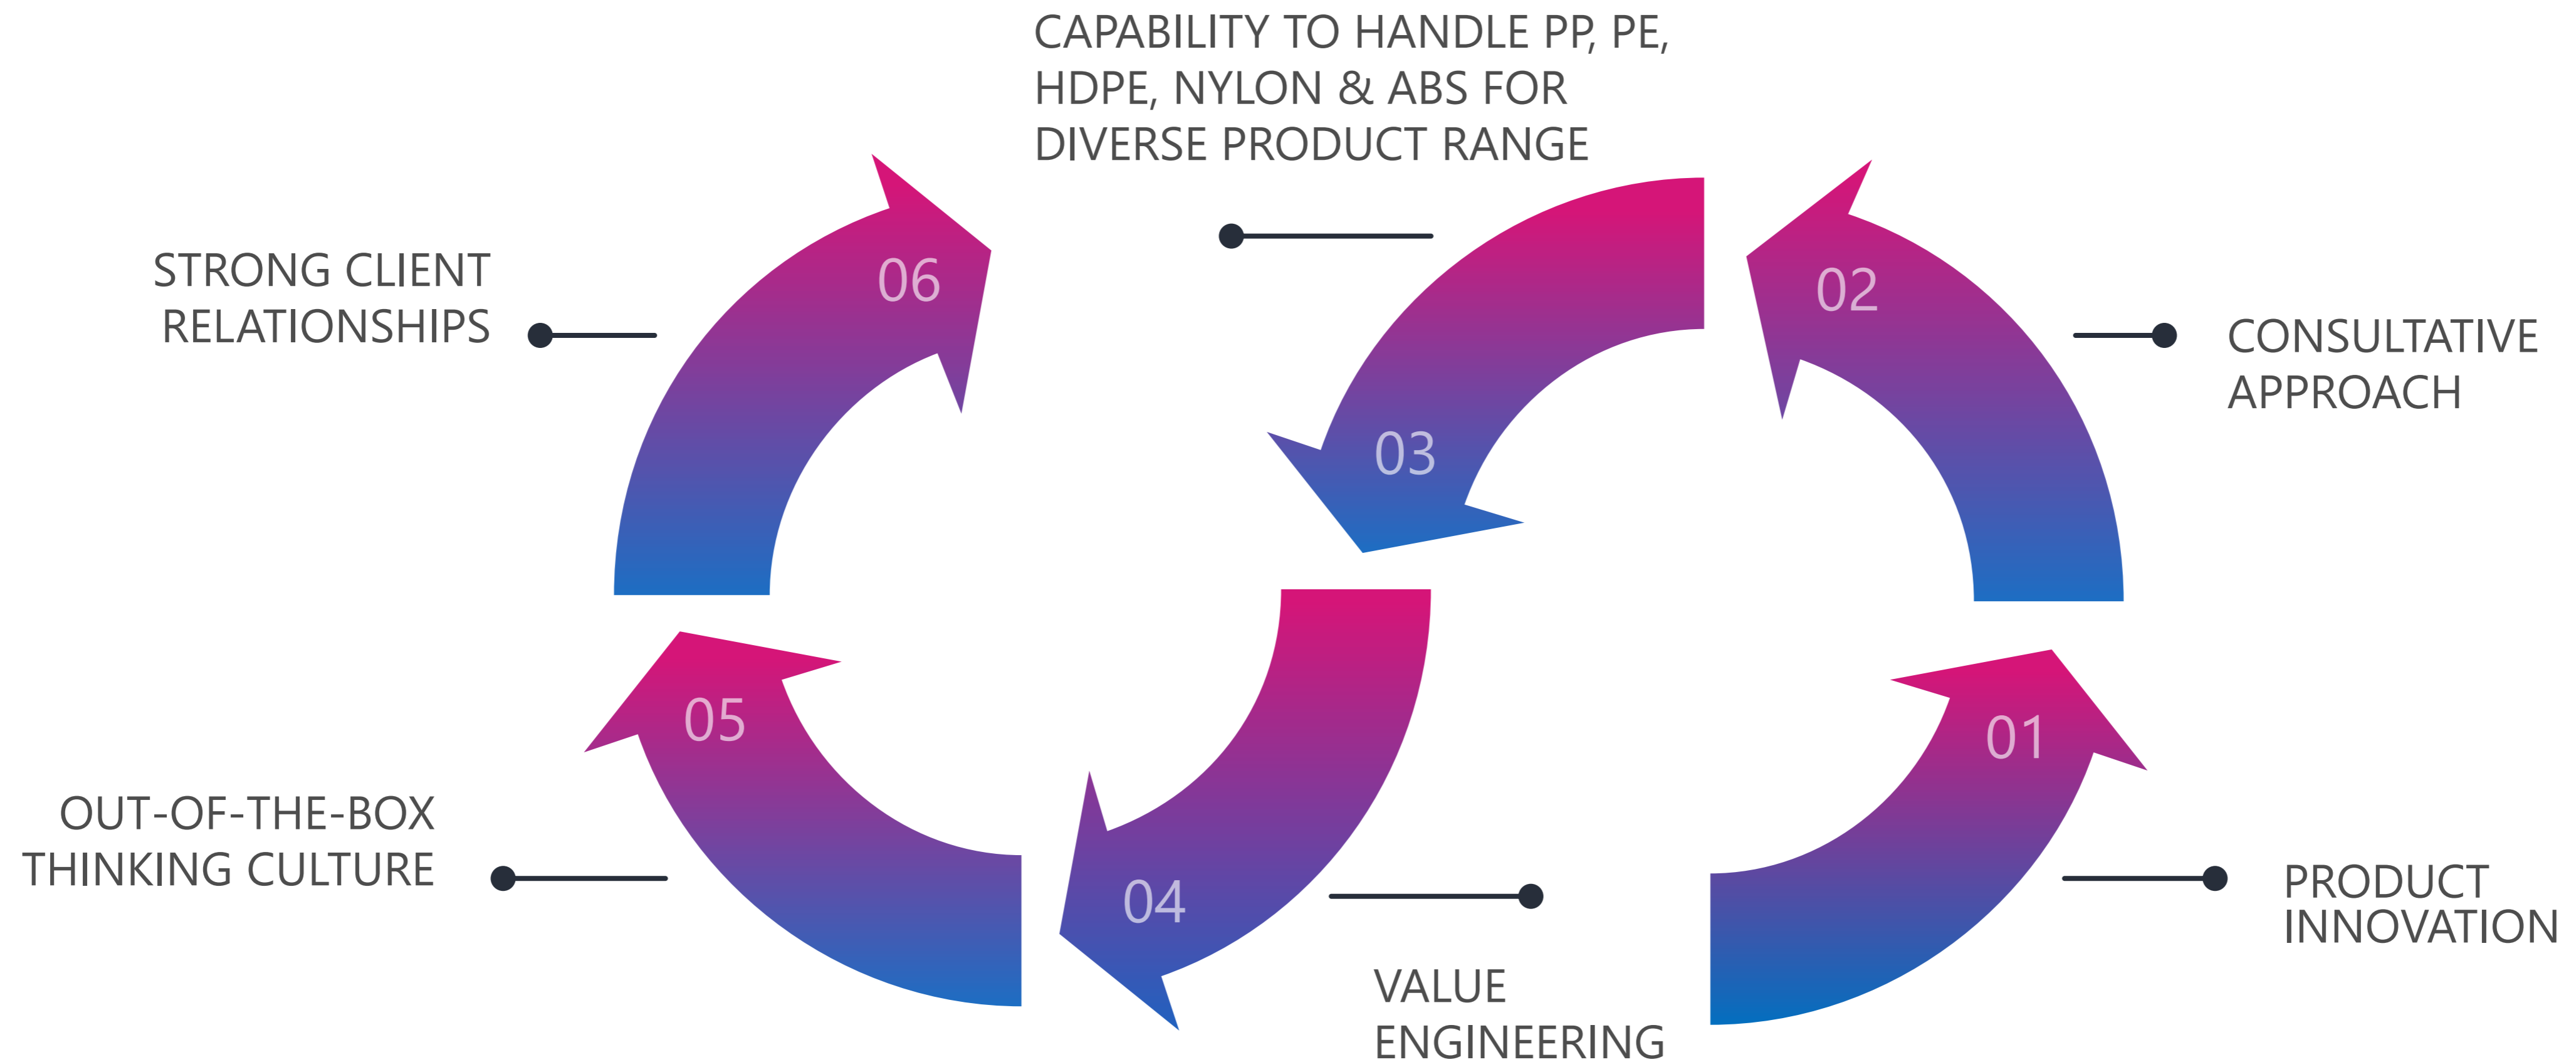 CAPABILITY TO HANDLE PP, PE,
HDPE, NYLON & ABS FOR
DIVERSE PRODUCT RANGE
STRONG CLIENT
RELATIONSHIPS
06
02
CONSULTATIVE
APPROACH
03
05
01
OUT-OF-THE-BOX
THINKING CULTURE
04
PRODUCT
INNOVATION
VALUE
ENGINEERING